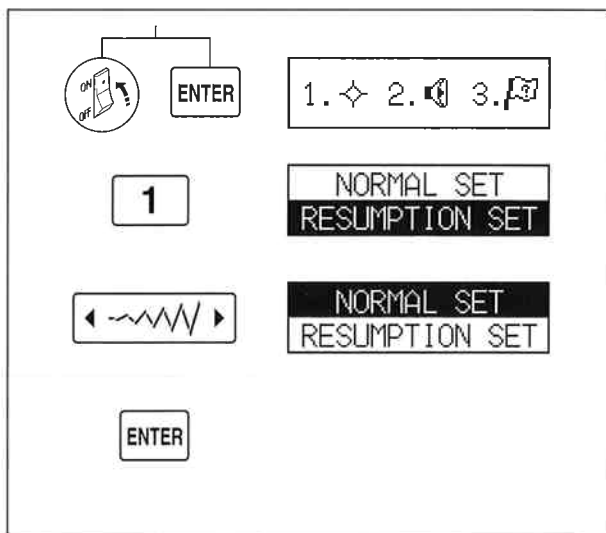 ON
OFF
ENTER
1. 2. 3.
1
NORMAL SET
RESUMPTION SET
NORMAL SET
RESUMPTION SET
ENTER